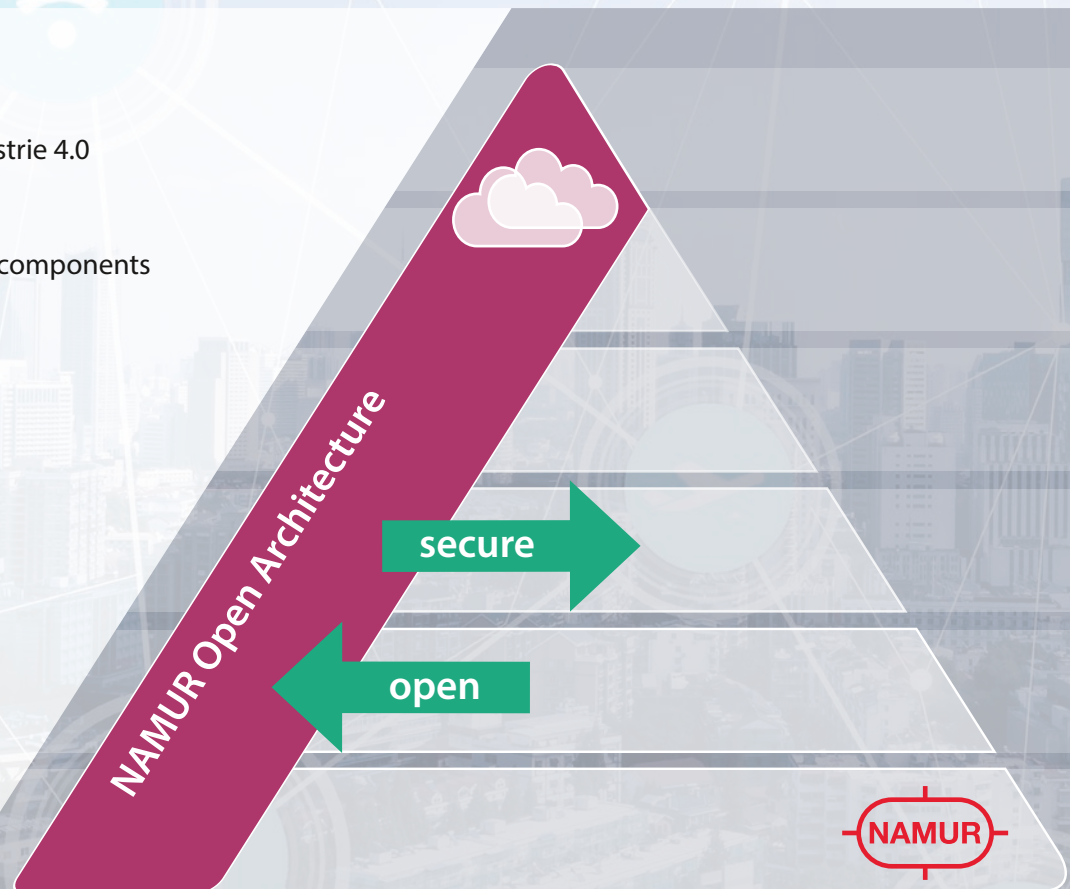 strie 4.0
components
NAMUR Open Architecture
secure
open
NAMUR